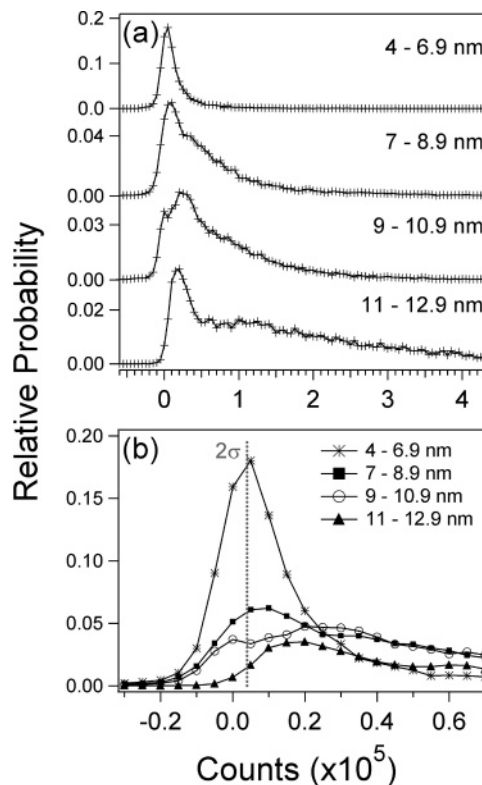 Relative Probability
(a)
0.2
0.1
0.0
4 - 6.9 nm
0.04
0.00
7 - 8.9 nm
0.03
0.00
9 - 10.9 nm
0.02
0.00
11 - 12.9 nm
0 1 2 3 4
(b)
2σ
4 - 6.9 nm
7 - 8.9 nm
9 - 10.9 nm
11 - 12.9 nm
0.20
0.15
0.10
0.05
0.00
-0.2 0.0 0.2 0.4 0.6
Counts (x10⁵)